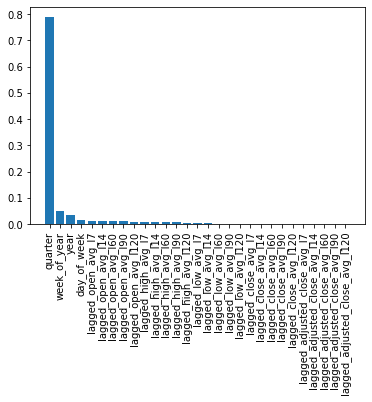 0.8
0.7
0.6
0.5
0.4
0.3
0.2
0.1
0.0
quarter
week_of_year
year
day_of_week
lagged_open_avg_l7
lagged_open_avg_l14
lagged_open_avg_l60
lagged_open_avg_l90
lagged_open_avg_l120
lagged_high_avg_l7
lagged_high_avg_l14
lagged_high_avg_l60
lagged_high_avg_l90
lagged_high_avg_l120
lagged_low_avg_l7
lagged_low_avg_l14
lagged_low_avg_l60
lagged_low_avg_l90
lagged_low_avg_l120
lagged_close_avg_l7
lagged_close_avg_l14
lagged_close_avg_l60
lagged_close_avg_l90
lagged_close_avg_l120
lagged_adjusted_close_avg_l7
lagged_adjusted_close_avg_l14
lagged_adjusted_close_avg_l60
lagged_adjusted_close_avg_l90
lagged_adjusted_close_avg_l120